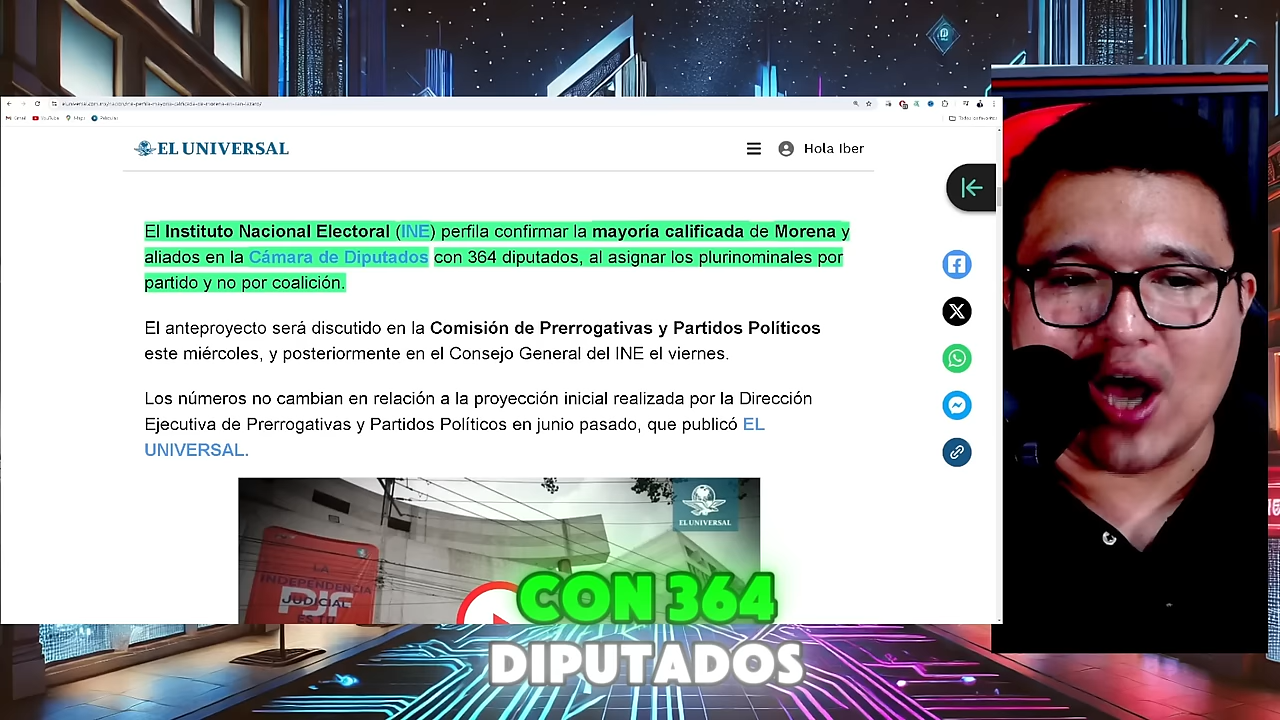 EL UNIVERSAL
Hola Iber
El Instituto Nacional Electoral (INE) perfila confirmar la mayoría calificada de Morena y
aliados en la Cámara de Diputados con 364 diputados, al asignar los plurinominales por
partido y no por coalición.
El anteproyecto será discutido en la Comisión de Prerrogativas y Partidos Políticos
este miércoles, y posteriormente en el Consejo General del INE el viernes.
Los números no cambian en relación a la proyección inicial realizada por la Dirección
Ejecutiva de Prerrogativas y Partidos Políticos en junio pasado, que publicó EL
UNIVERSAL.
EL UNIVERSAL
LA
INDEPENDENCIA
JUDICIAL
PJF
CON 364
DIPUTADOS